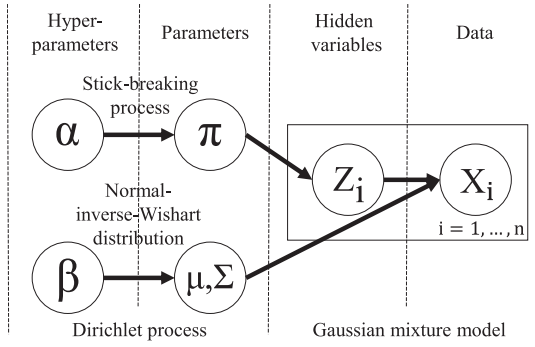 Hyper-
parameters
Parameters
Hidden
variables
Data
Stick-breaking
process
α
π
Z_i
X_i
i = 1, ..., n
Normal-
inverse-Wishart
distribution
β
μ,Σ
Dirichlet process
Gaussian mixture model